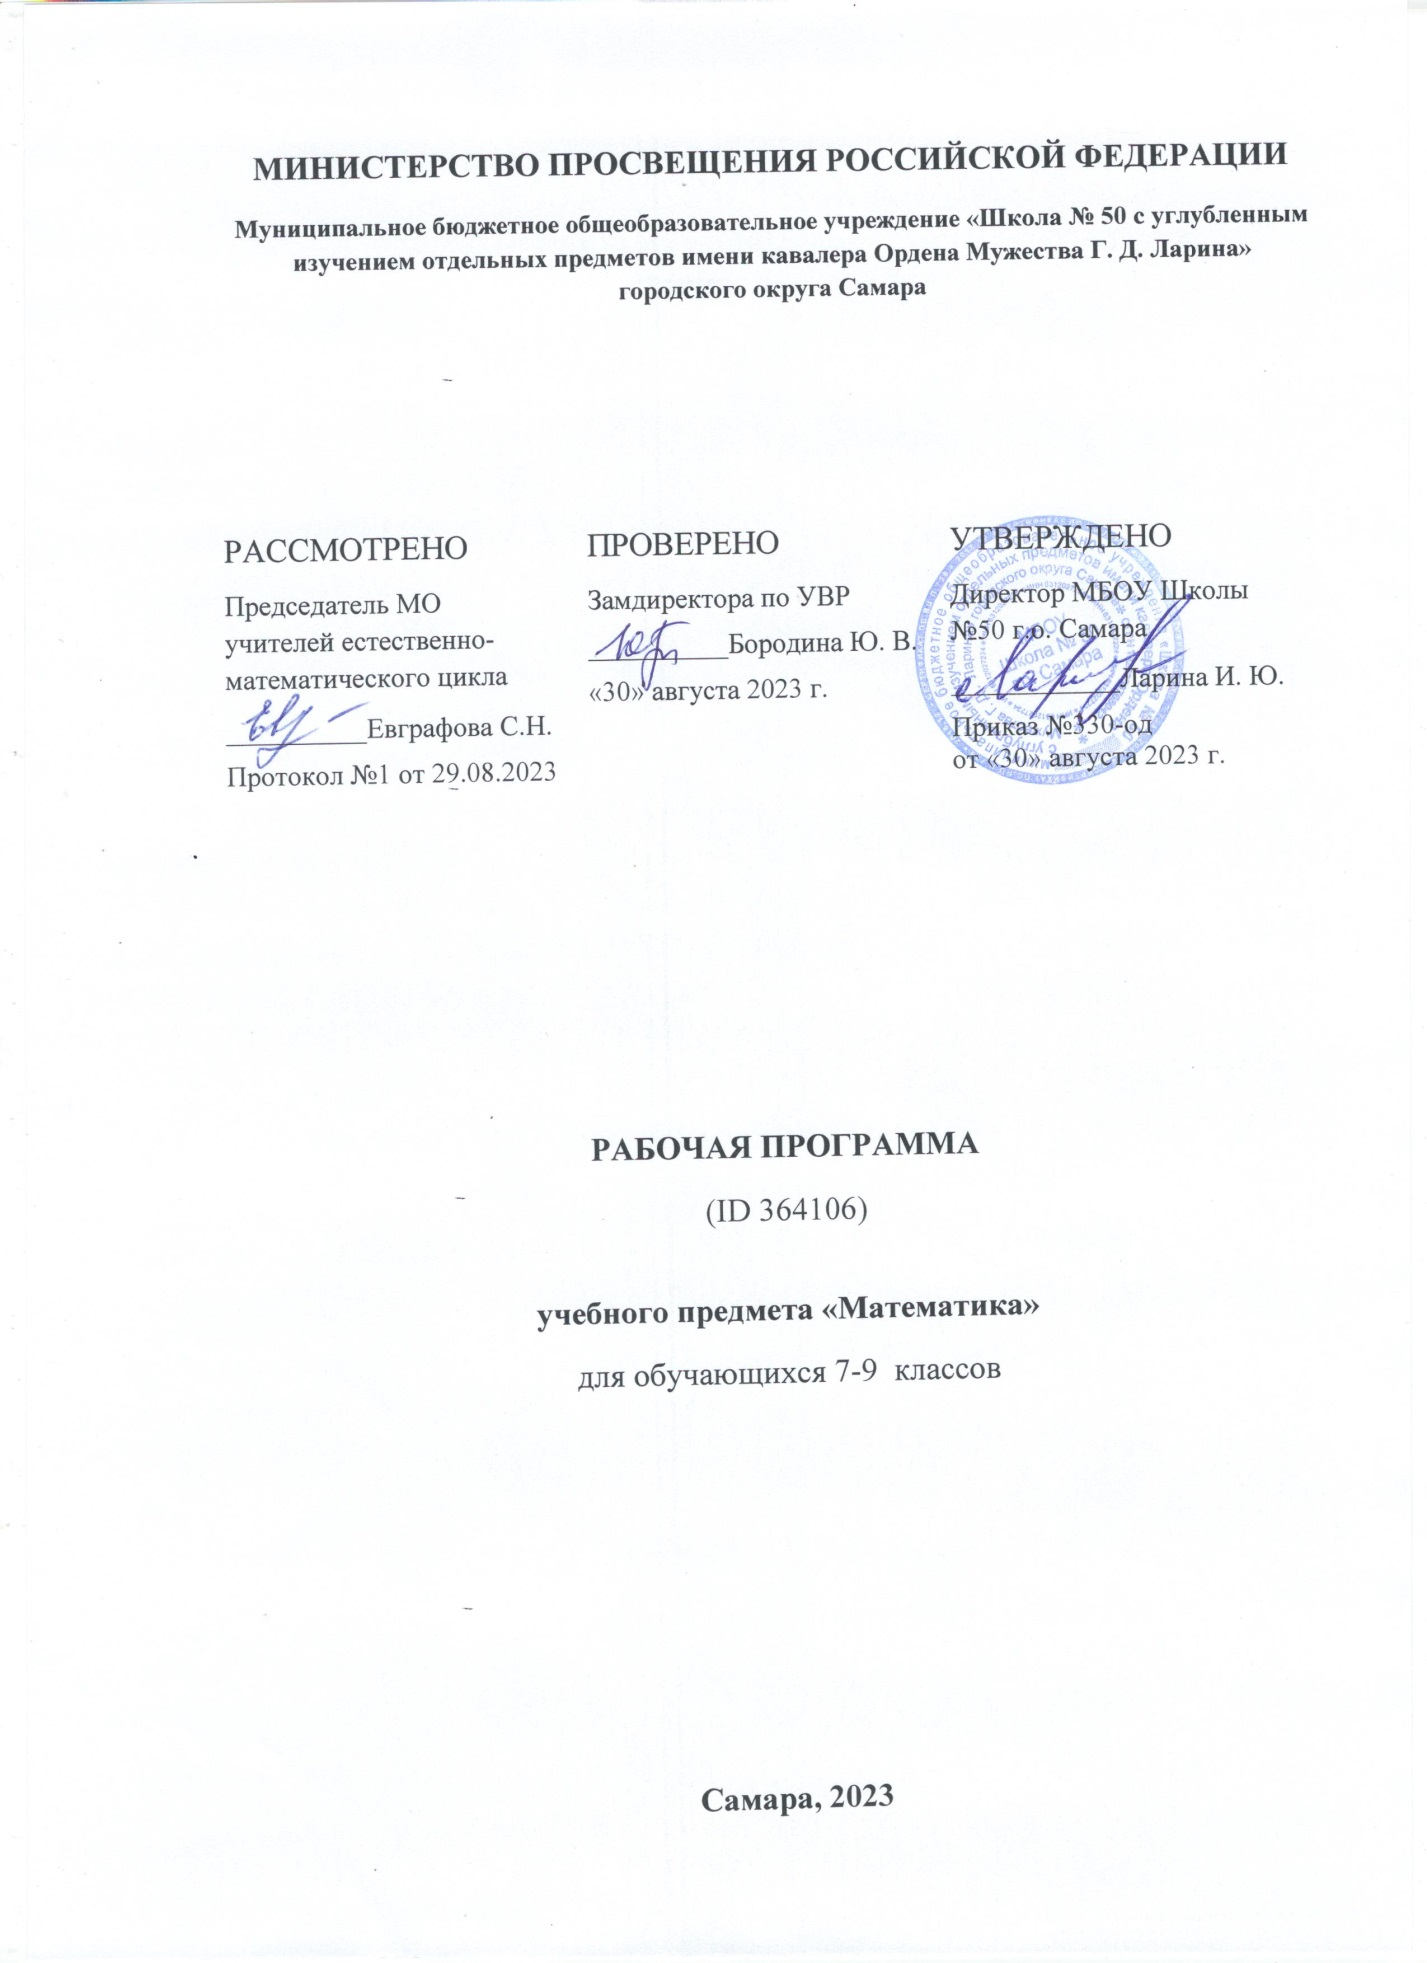 МИНИСТЕРСТВО ПРОСВЕЩЕНИЯ РОССИЙСКОЙ ФЕДЕРАЦИИ
Муниципальное бюджетное общеобразовательное учреждение «Школа № 50 с углубленным
изучением отдельных предметов имени кавалера Ордена Мужества Г. Д. Ларина»
городского округа Самара
РАССМОТРЕНО
Председатель МО
учителей естественно-
математического цикла
__________Евграфова С.Н.
Протокол №1 от 29.08.2023
ПРОВЕРЕНО
Замдиректора по УВР
__________Бородина Ю. В.
«30» августа 2023 г.
УТВЕРЖДЕНО
Директор МБОУ Школы
№50 г.о. Самара
____________Ларина И. Ю.
Приказ №330-од
от «30» августа 2023 г.
РАБОЧАЯ ПРОГРАММА
(ID 364106)
учебного предмета «Математика»
для обучающихся 7-9 классов
Самара, 2023